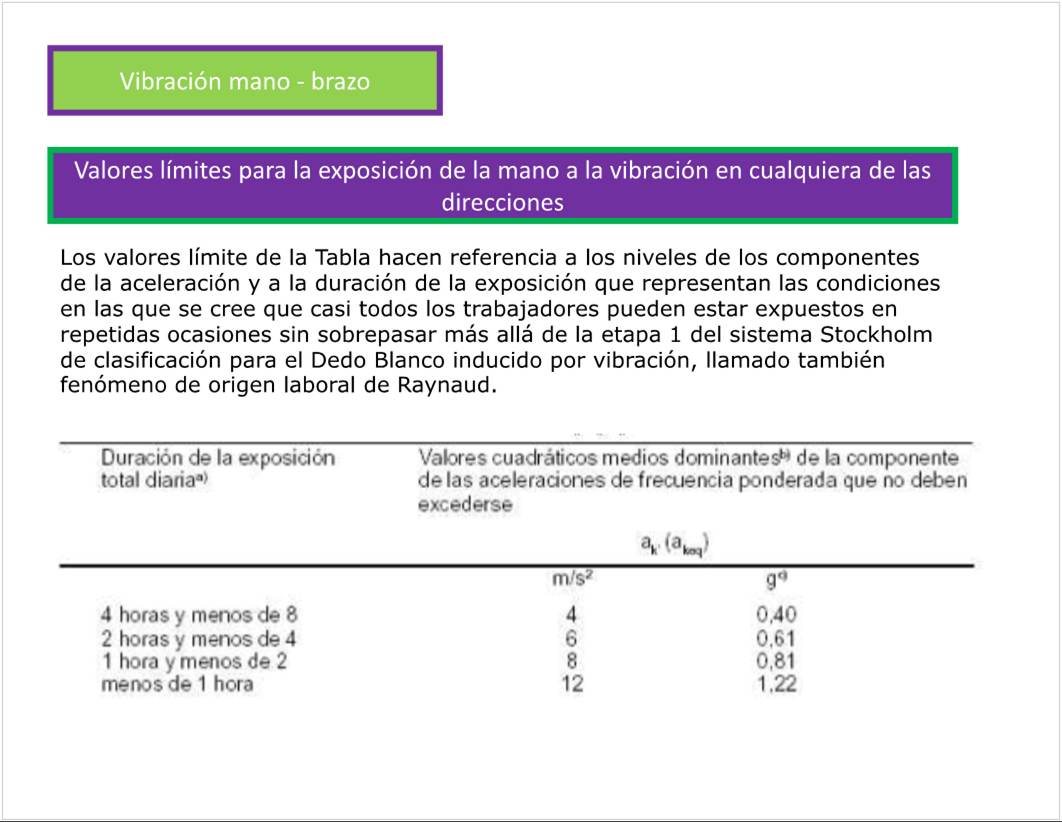 Vibración mano - brazo
Valores límites para la exposición de la mano a la vibración en cualquiera de las
direcciones
Los valores límite de la Tabla hacen referencia a los niveles de los componentes
de la aceleración y a la duración de la exposición que representan las condiciones
en las que se cree que casi todos los trabajadores pueden estar expuestos en
repetidas ocasiones sin sobrepasar más allá de la etapa 1 del sistema Stockholm
de clasificación para el Dedo Blanco inducido por vibración, llamado también
fenómeno de origen laboral de Raynaud.
Duración de la exposición Valores cuadráticos medios dominantes b) de la componente
total diaria a) de las aceleraciones de frecuencia ponderada que no deben
excederse
a k' (a keq)
m/s² g c)
4 horas y menos de 8 4 0,40
2 horas y menos de 4 6 0,61
1 hora y menos de 2 8 0,81
menos de 1 hora 12 1,22